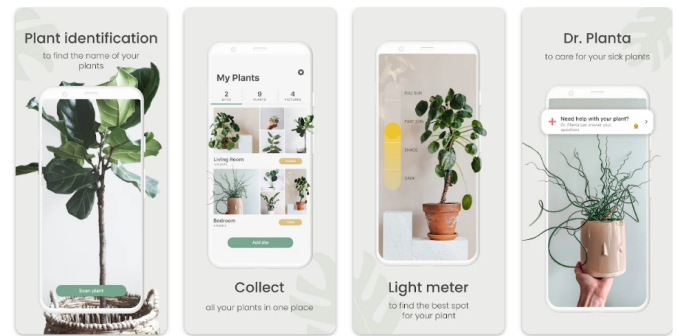 Plant identification
to find the name of your
plants
Scan plant
My Plants
2
9
4
SITES
PLANTS
PICTURES
Living Room
Bedroom
Add site
Collect
all your plants in one place
FULL SUN
PART SUN
SHADE
DARK
Light meter
to find the best spot
for your plant
Dr. Planta
to care for your sick plants
Need help with your plant?
Dr. Planta can answer your
questions